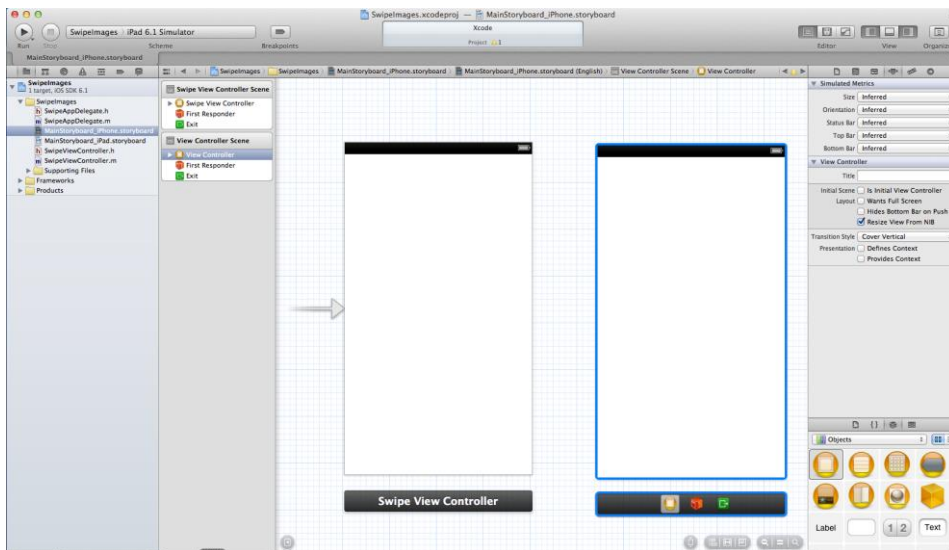 SwipeImages.xcodeproj — MainStoryboard_iPhone.storyboard
SwipeImages iPad 6.1 Simulator
Xcode
Project 1
Run Stop Scheme Breakpoints Editor View
MainStoryboard_iPhone.storyboard
SwipeImages SwipeImages MainStoryboard_iPhone.storyboard MainStoryboard_iPhone.storyboard (English) View Controller Scene View Controller
SwipeImages
1 target, iOS SDK 6.1
SwipeImages
SwipeAppDelegate.h
SwipeAppDelegate.m
MainStoryboard_iPhone.storyboard
MainStoryboard_iPad.storyboard
SwipeViewController.h
SwipeViewController.m
Supporting Files
Frameworks
Products
Swipe View Controller Scene
Swipe View Controller
First Responder
Exit
View Controller Scene
View Controller
First Responder
Exit
Swipe View Controller
Simulated Metrics
Size Inferred
Orientation Inferred
Status Bar Inferred
Top Bar Inferred
Bottom Bar Inferred
View Controller
Title
Initial Scene Is Initial View Controller
Layout Wants Full Screen
Hides Bottom Bar on Push
Resize View From NIB
Transition Style Cover Vertical
Presentation Defines Context
Provides Context
Objects
Label 1 2 Text